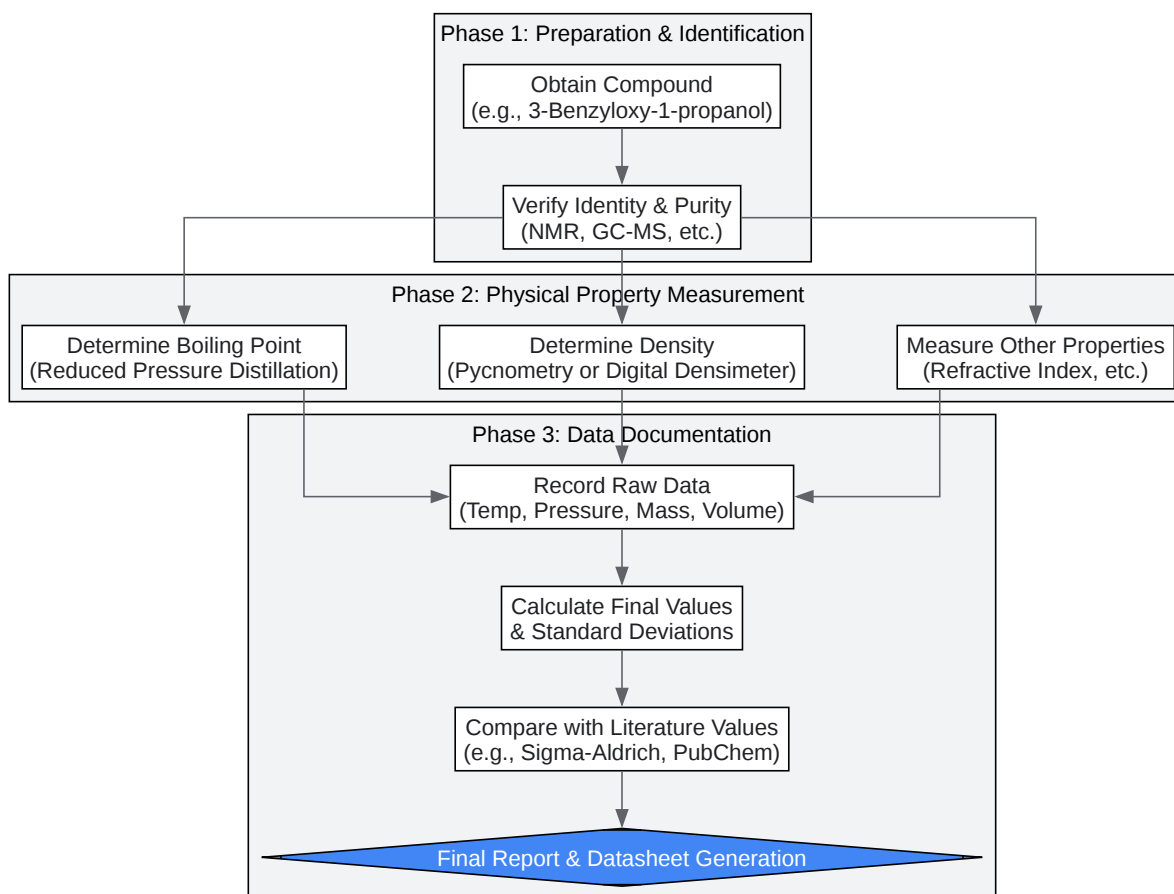 Phase 1: Preparation & Identification
Obtain Compound
(e.g., 3-Benzyloxy-1-propanol)
Verify Identity & Purity
(NMR, GC-MS, etc.)
Phase 2: Physical Property Measurement
Determine Boiling Point
(Reduced Pressure Distillation)
Determine Density
(Pycnometry or Digital Densimeter)
Measure Other Properties
(Refractive Index, etc.)
Phase 3: Data Documentation
Record Raw Data
(Temp, Pressure, Mass, Volume)
Calculate Final Values
& Standard Deviations
Compare with Literature Values
(e.g., Sigma-Aldrich, PubChem)
Final Report & Datasheet Generation